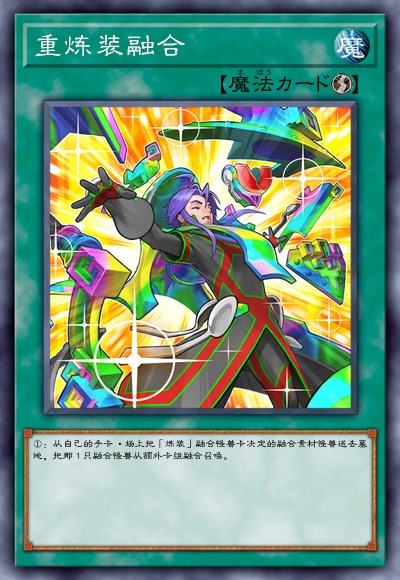 重炼装融合
魔
【魔法カード】
まほう
①：从自己的手卡·场上把「炼装」融合怪兽卡决定的融合素材怪兽送去墓
地，把那1只融合怪兽从额外卡组融合召唤。